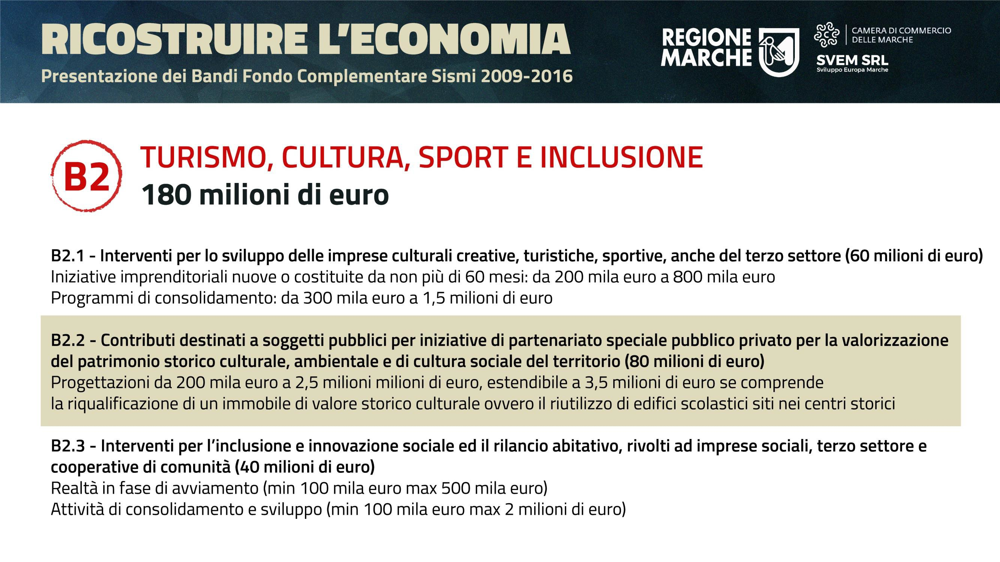 RICOSTRUIRE L'ECONOMIA
Presentazione dei Bandi Fondo Complementare Sismi 2009-2016
REGIONE
MARCHE
CAMERA DI COMMERCIO
DELLE MARCHE
SVEM SRL
Sviluppo Europa Marche
B2
TURISMO, CULTURA, SPORT E INCLUSIONE
180 milioni di euro
B2.1 - Interventi per lo sviluppo delle imprese culturali creative, turistiche, sportive, anche del terzo settore (60 milioni di euro)
Iniziative imprenditoriali nuove o costituite da non più di 60 mesi: da 200 mila euro a 800 mila euro
Programmi di consolidamento: da 300 mila euro a 1,5 milioni di euro
B2.2 - Contributi destinati a soggetti pubblici per iniziative di partenariato speciale pubblico privato per la valorizzazione
del patrimonio storico culturale, ambientale e di cultura sociale del territorio (80 milioni di euro)
Progettazioni da 200 mila euro a 2,5 milioni milioni di euro, estendibile a 3,5 milioni di euro se comprende
la riqualificazione di un immobile di valore storico culturale ovvero il riutilizzo di edifici scolastici siti nei centri storici
B2.3 - Interventi per l'inclusione e innovazione sociale ed il rilancio abitativo, rivolti ad imprese sociali, terzo settore e
cooperative di comunità (40 milioni di euro)
Realtà in fase di avviamento (min 100 mila euro max 500 mila euro)
Attività di consolidamento e sviluppo (min 100 mila euro max 2 milioni di euro)